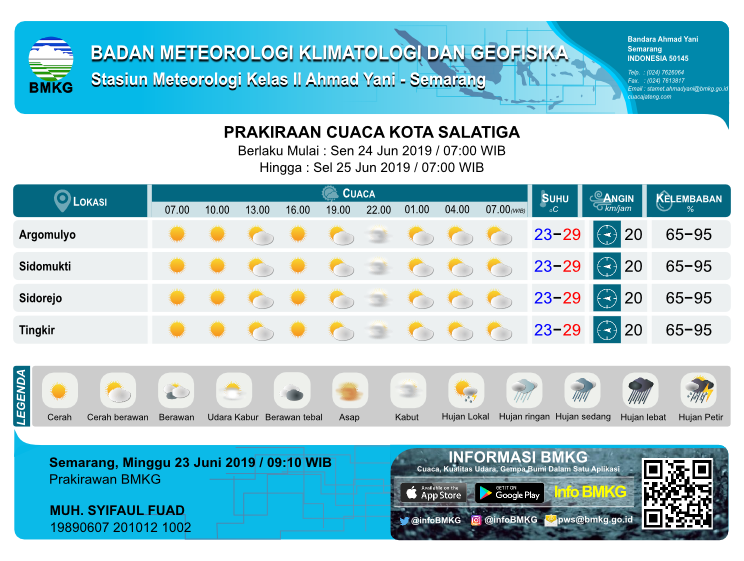 BMKG
BADAN METEOROLOGI KLIMATOLOGI DAN GEOFISIKA
Stasiun Meteorologi Kelas II Ahmad Yani - Semarang
Bandara Ahmad Yani
Semarang
INDONESIA 50145
Telp. : (024) 7626064
Fax. : (024) 7613817
Email : stamet.ahmadyani@bmkg.go.id
cuacajateng.com
PRAKIRAAN CUACA KOTA SALATIGA
Berlaku Mulai : Sen 24 Jun 2019 / 07:00 WIB
Hingga : Sel 25 Jun 2019 / 07:00 WIB
LOKASI CUACA SUHU °C ANGIN km/jam KELEMBABAN %
07.00 10.00 13.00 16.00 19.00 22.00 01.00 04.00 07.00 (WIB)
Argomulyo 23-29 20 65-95
Sidomukti 23-29 20 65-95
Sidorejo 23-29 20 65-95
Tingkir 23-29 20 65-95
LEGENDA
Cerah Cerah berawan Berawan Udara Kabur Berawan tebal Asap Kabut Hujan Lokal Hujan ringan Hujan sedang Hujan lebat Hujan Petir
Semarang, Minggu 23 Juni 2019 / 09:10 WIB
Prakirawan BMKG
MUH. SYIFAUL FUAD
19890607 201012 1002
INFORMASI BMKG
Cuaca, Kualitas Udara, Gempa Bumi Dalam Satu Aplikasi
Available on the App Store
GET IT ON Google Play
Info BMKG
@infoBMKG @infoBMKG pws@bmkg.go.id